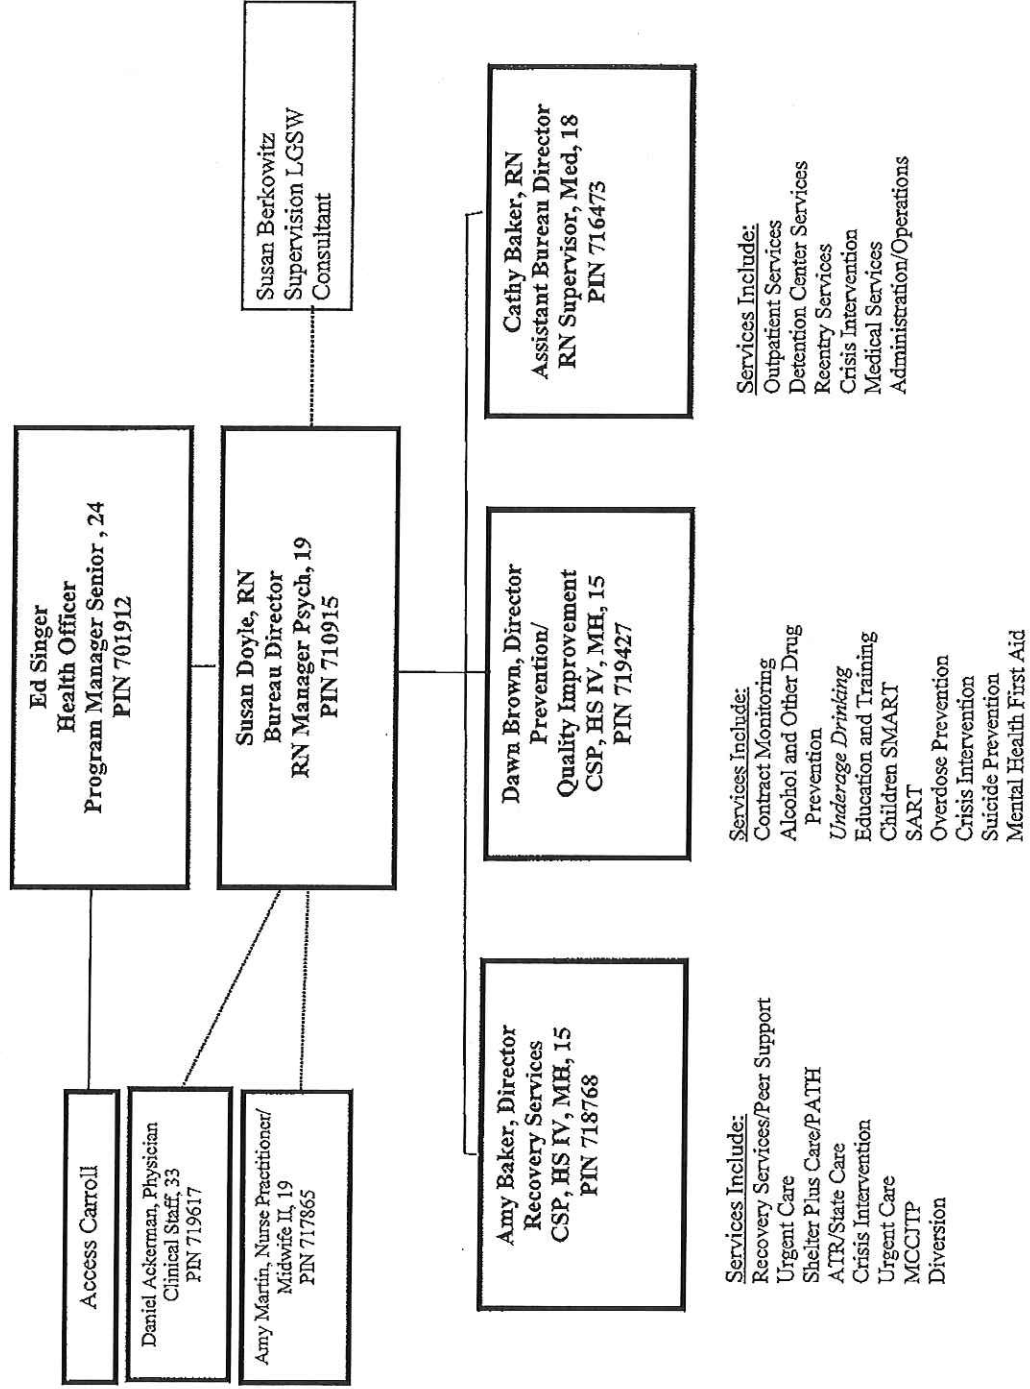 Ed Singer
Health Officer
Program Manager Senior , 24
PIN 701912
Access Carroll
Daniel Ackerman, Physician
Clinical Staff, 33
PIN 719617
Amy Martin, Nurse Practitioner/
Midwife II, 19
PIN 717865
Susan Doyle, RN
Bureau Director
RN Manager Psych, 19
PIN 710915
Susan Berkowitz
Supervision LGSW
Consultant
Amy Baker, Director
Recovery Services
CSP, HS IV, MH, 15
PIN 718768
Dawn Brown, Director
Prevention/
Quality Improvement
CSP, HS IV, MH, 15
PIN 719427
Cathy Baker, RN
Assistant Bureau Director
RN Supervisor, Med, 18
PIN 716473
Services Include:
Recovery Services/Peer Support
Urgent Care
Shelter Plus Care/PATH
ATR/State Care
Crisis Intervention
Urgent Care
MCCJTP
Diversion
Services Include:
Contract Monitoring
Alcohol and Other Drug
Prevention
Underage Drinking
Education and Training
Children SMART
SART
Overdose Prevention
Crisis Intervention
Suicide Prevention
Mental Health First Aid
Services Include:
Outpatient Services
Detention Center Services
Reentry Services
Crisis Intervention
Medical Services
Administration/Operations